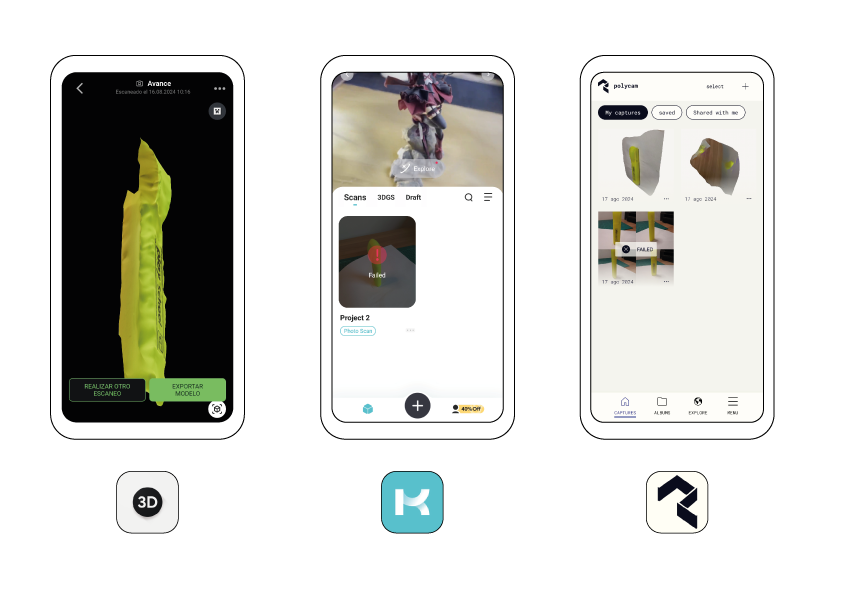 Avance
Escaneado el 16.08.2024 10:16
REALIZAR OTRO
ESCANEO
EXPORTAR
MODELO
3D
Explore
Scans
3DGS
Draft
Failed
Project 2
Photo Scan
40% Off
K
polycam
select
My captures
saved
Shared with me
17 ago 2024
17 ago 2024
FAILED
17 ago 2024
CAPTURES
ALBUMS
EXPLORE
MENU